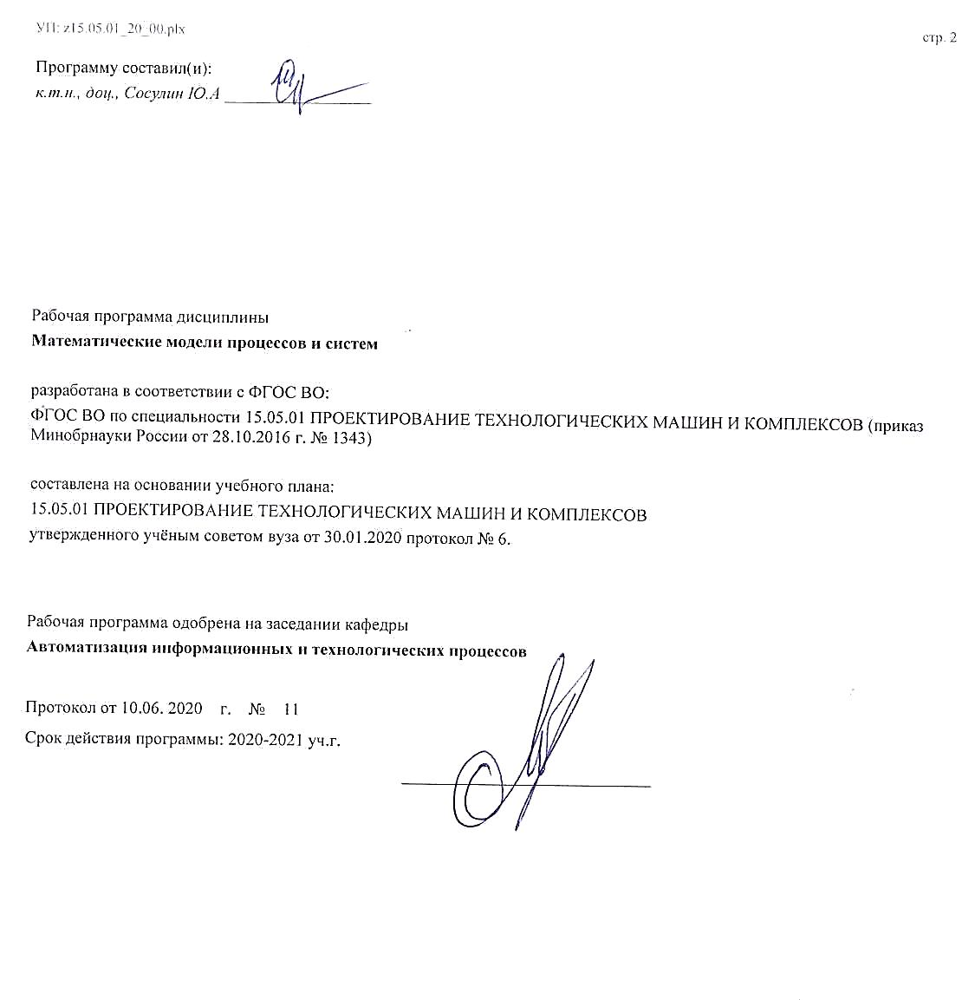 УП: z15.05.01_20_00.plx
стр. 2
Программу составил(и):
к.т.н., доц., Сосулин Ю.А
Рабочая программа дисциплины
Математические модели процессов и систем
разработана в соответствии с ФГОС ВО:
ФГОС ВО по специальности 15.05.01 ПРОЕКТИРОВАНИЕ ТЕХНОЛОГИЧЕСКИХ МАШИН И КОМПЛЕКСОВ (приказ
Минобрнауки России от 28.10.2016 г. № 1343)
составлена на основании учебного плана:
15.05.01 ПРОЕКТИРОВАНИЕ ТЕХНОЛОГИЧЕСКИХ МАШИН И КОМПЛЕКСОВ
утвержденного учёным советом вуза от 30.01.2020 протокол № 6.
Рабочая программа одобрена на заседании кафедры
Автоматизация информационных и технологических процессов
Протокол от 10.06. 2020 г. № 11
Срок действия программы: 2020-2021 уч.г.